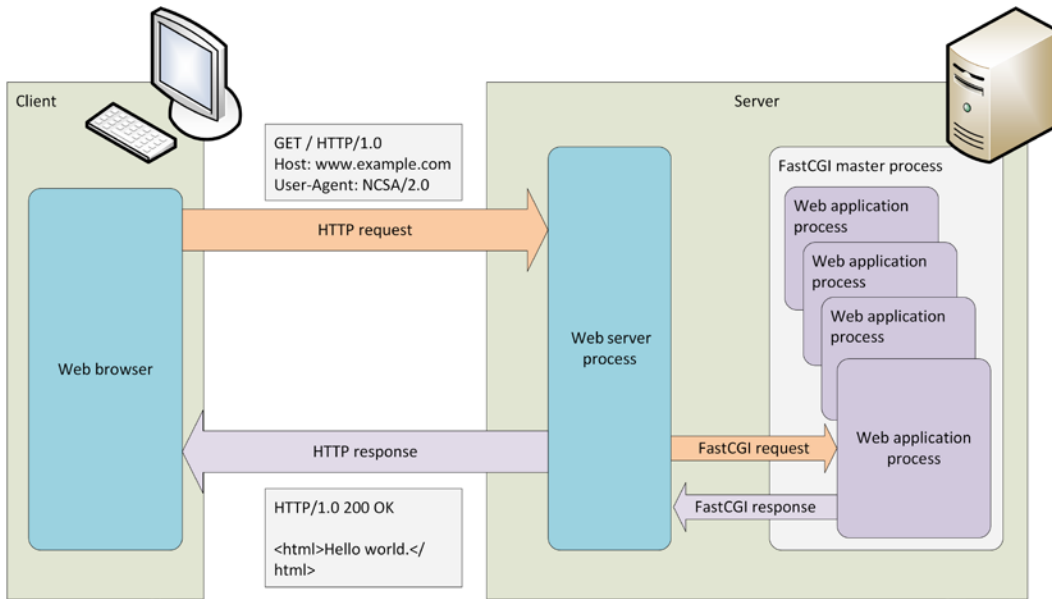 Client
Server
GET / HTTP/1.0
Host: www.example.com
User-Agent: NCSA/2.0
HTTP request
Web browser
HTTP response
HTTP/1.0 200 OK
<html>Hello world.</
html>
Web server
process
FastCGI master process
Web application
process
Web application
process
Web application
process
Web application
process
FastCGI request
FastCGI response